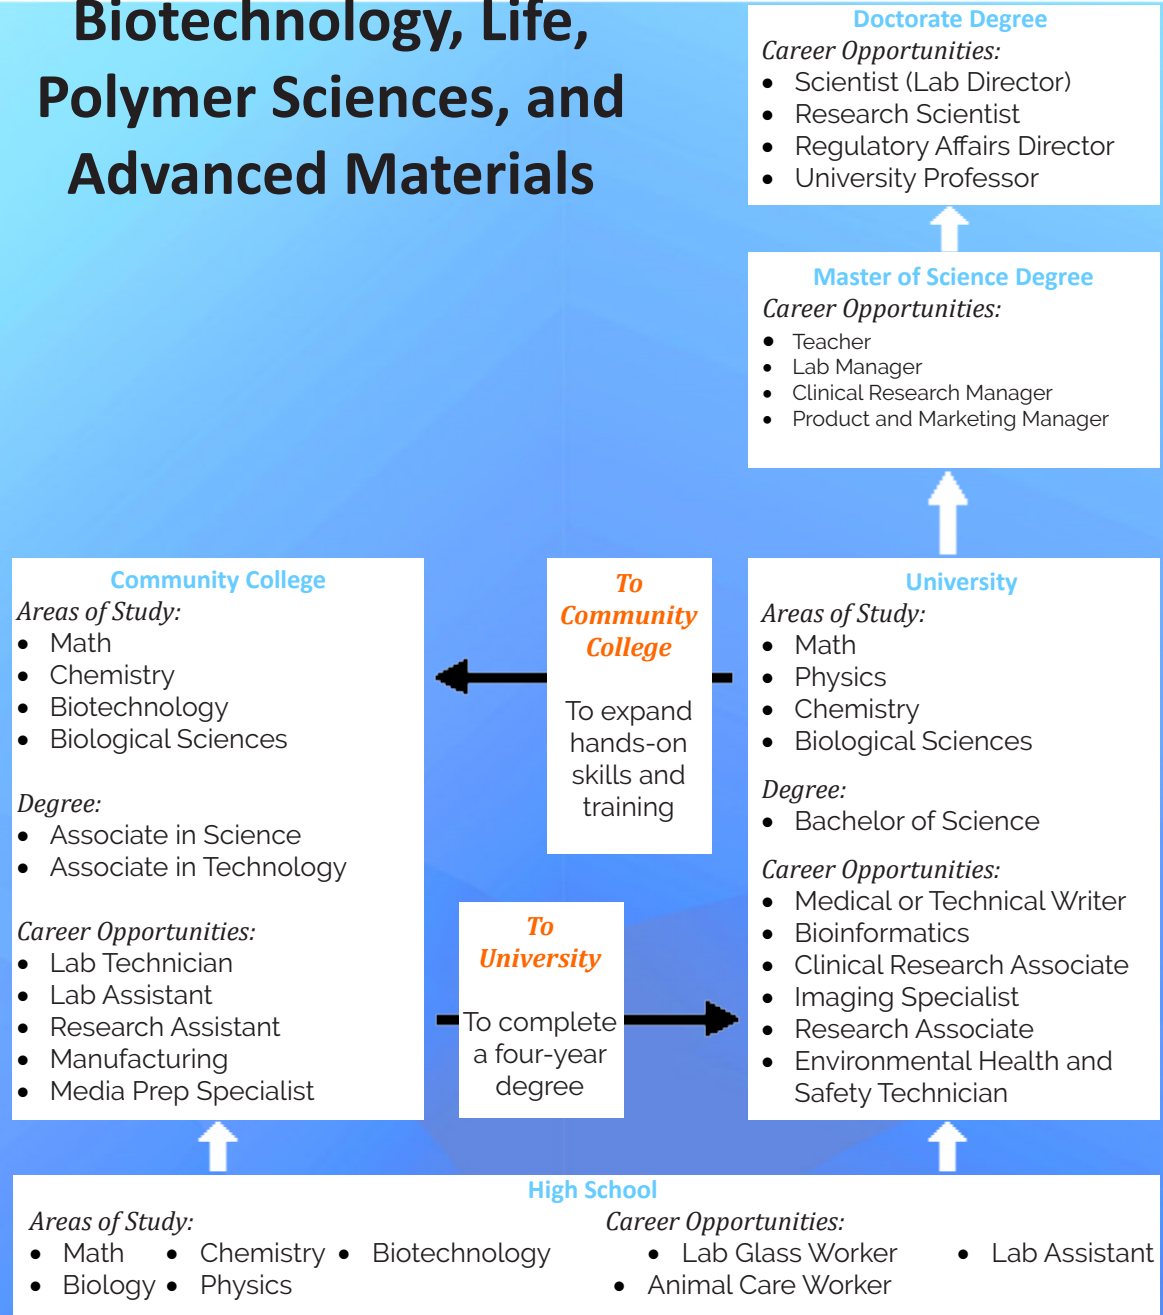 Biotechnology, Life,
Polymer Sciences, and
Advanced Materials
Doctorate Degree
Career Opportunities:
• Scientist (Lab Director)
• Research Scientist
• Regulatory Affairs Director
• University Professor
Master of Science Degree
Career Opportunities:
• Teacher
• Lab Manager
• Clinical Research Manager
• Product and Marketing Manager
Community College
Areas of Study:
• Math
• Chemistry
• Biotechnology
• Biological Sciences
Degree:
• Associate in Science
• Associate in Technology
Career Opportunities:
• Lab Technician
• Lab Assistant
• Research Assistant
• Manufacturing
• Media Prep Specialist
To
Community
College
To expand
hands-on
skills and
training
To
University
To complete
a four-year
degree
University
Areas of Study:
• Math
• Physics
• Chemistry
• Biological Sciences
Degree:
• Bachelor of Science
Career Opportunities:
• Medical or Technical Writer
• Bioinformatics
• Clinical Research Associate
• Imaging Specialist
• Research Associate
• Environmental Health and
Safety Technician
High School
Areas of Study:
• Math • Chemistry • Biotechnology
• Biology • Physics
Career Opportunities:
• Lab Glass Worker • Lab Assistant
• Animal Care Worker